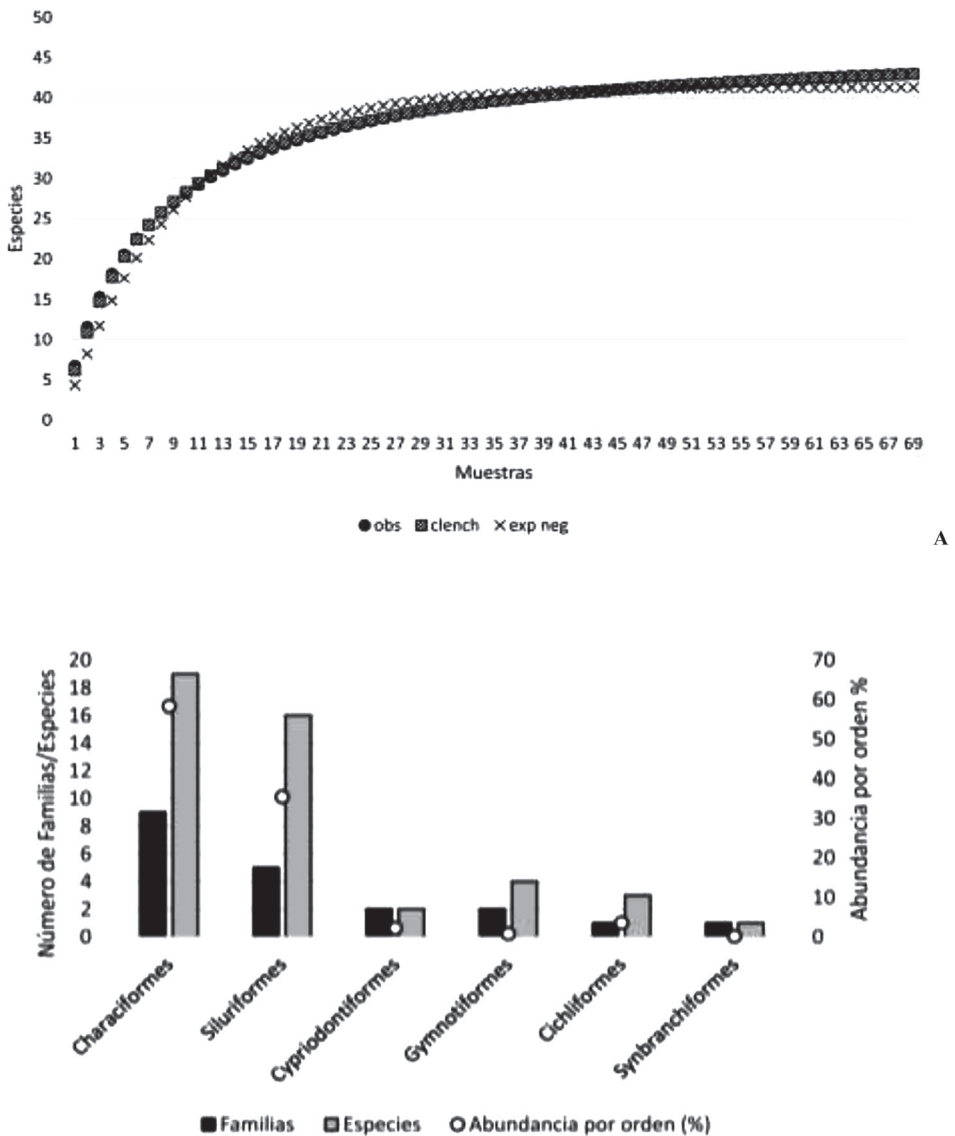 50
45
40
35
30
25
20
15
10
5
0
Especies
1 3 5 7 9 11 13 15 17 19 21 23 25 27 29 31 33 35 37 39 41 43 45 47 49 51 53 55 57 59 61 63 65 67 69
Muestras
obs clench exp neg
A
Número de Familias/Especies
20
18
16
14
12
10
8
6
4
2
0
70
60
50
40
30
20
10
0
Abundancia por orden %
Characiformes
Siluriformes
Cypriodontiformes
Gymnotiformes
Cichliformes
Synbranchiformes
Familias Especies Abundancia por orden (%)